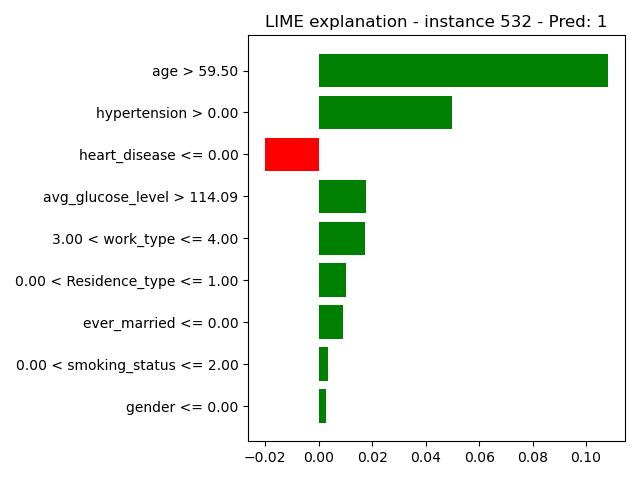 LIME explanation - instance 532 - Pred: 1
age > 59.50
hypertension > 0.00
heart_disease <= 0.00
avg_glucose_level > 114.09
3.00 < work_type <= 4.00
0.00 < Residence_type <= 1.00
ever_married <= 0.00
0.00 < smoking_status <= 2.00
gender <= 0.00
−0.02 0.00 0.02 0.04 0.06 0.08 0.10